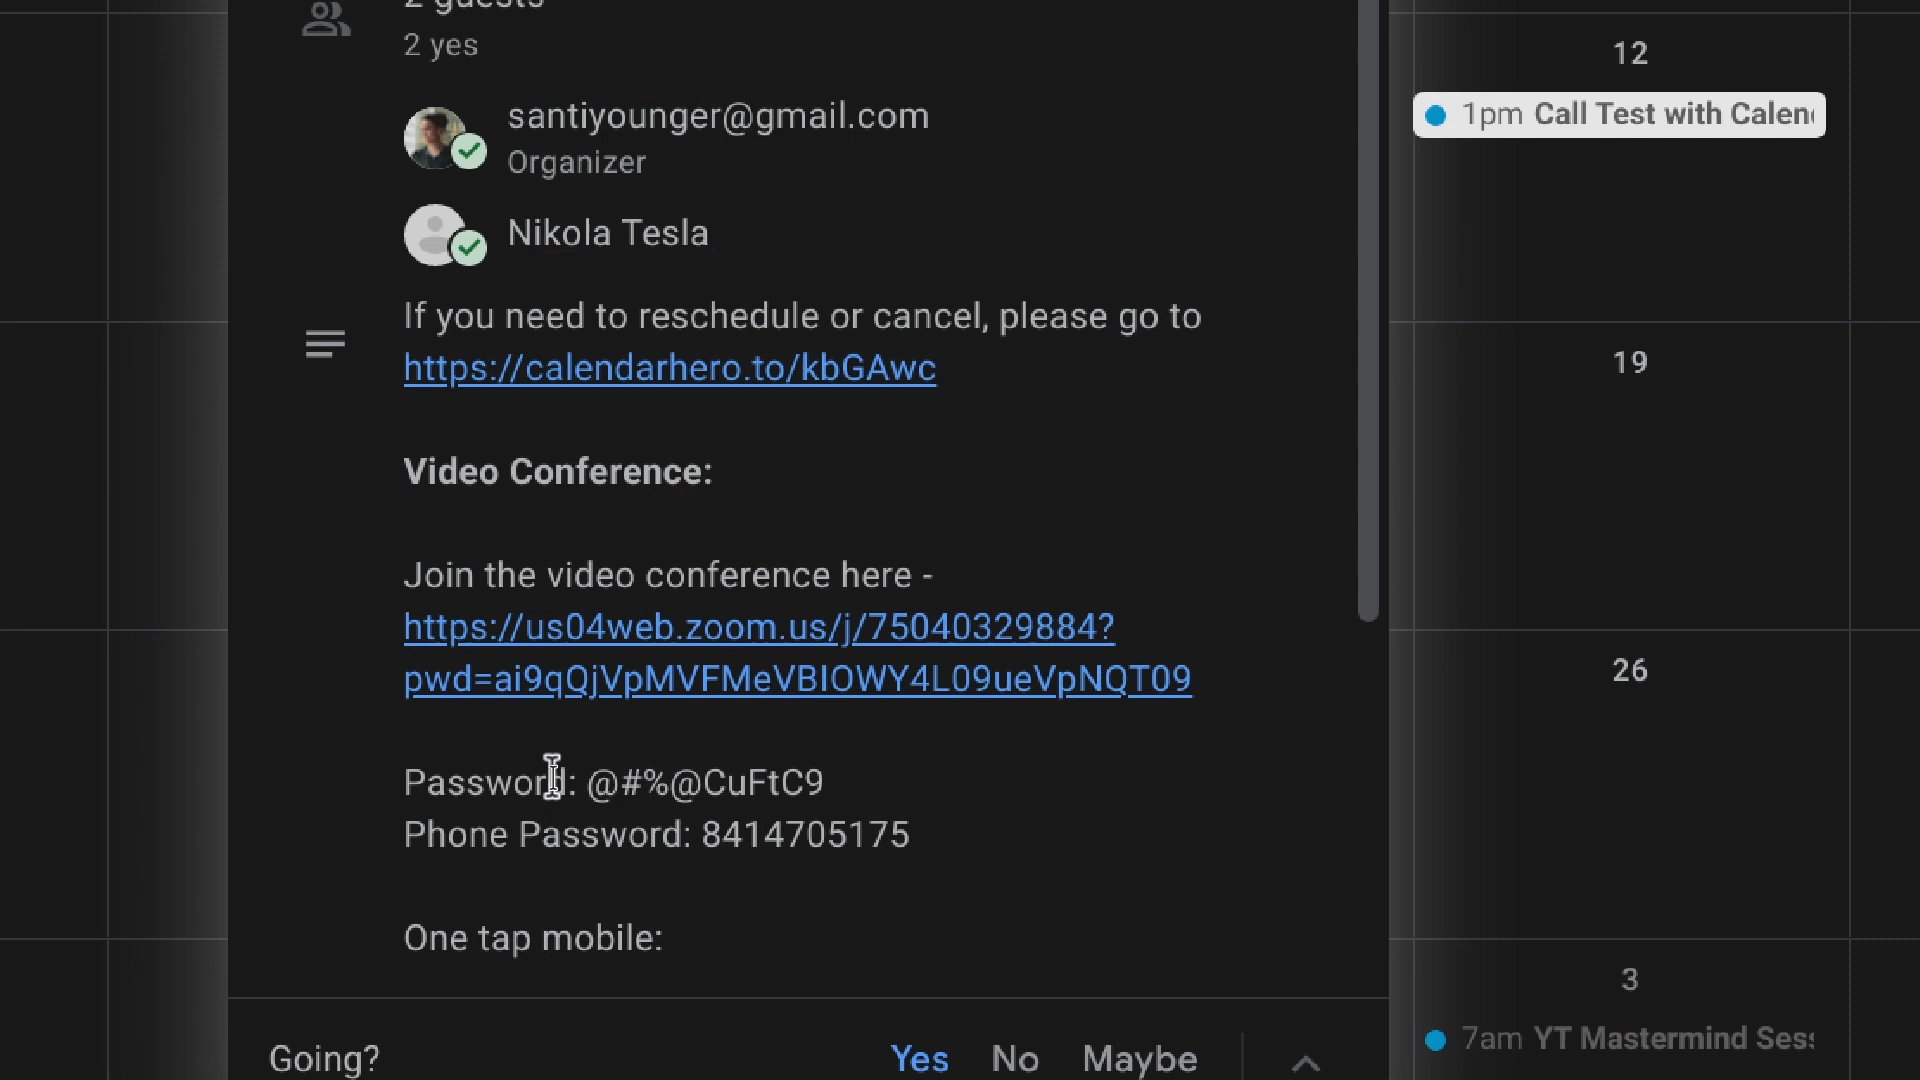 2 guests
2 yes
santiyounger@gmail.com
Organizer
Nikola Tesla
If you need to reschedule or cancel, please go to
https://calendarhero.to/kbGAwc
Video Conference:
Join the video conference here -
https://us04web.zoom.us/j/75040329884?
pwd=ai9qQjVpMVFMeVBIOWY4L09ueVpNQT09
Password: @#%@CuFtC9
Phone Password: 8414705175
One tap mobile:
Going?
Yes
No
Maybe
12
1pm Call Test with Calen
19
26
3
7am YT Mastermind Sess